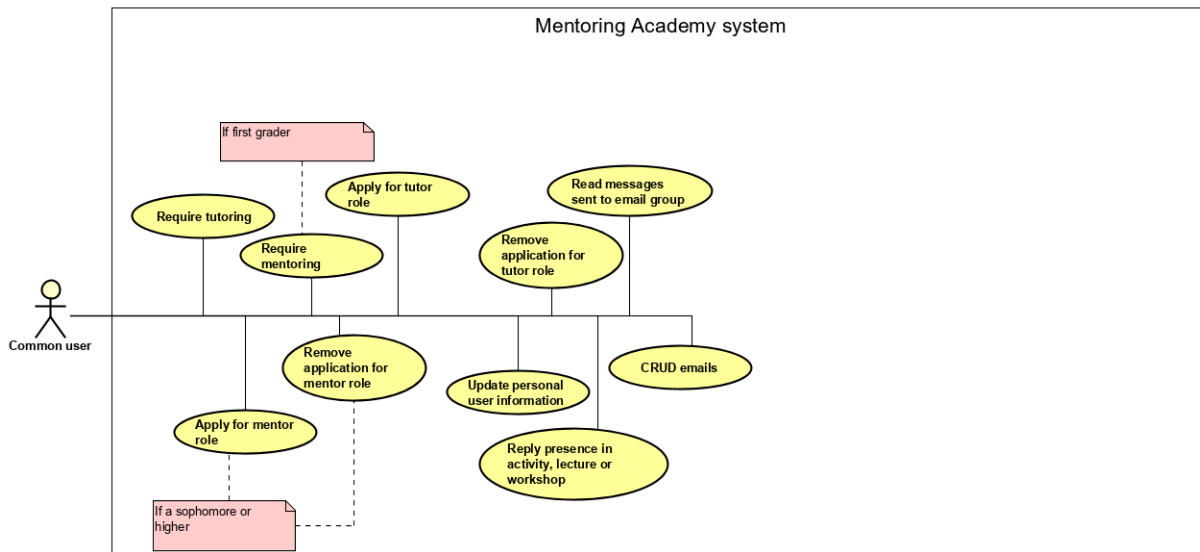 Mentoring Academy system
If first grader
Apply for tutor
role
Read messages
sent to email group
Require tutoring
Require
mentoring
Remove
application for
tutor role
Common user
Remove
application for
mentor role
CRUD emails
Update personal
user information
Apply for mentor
role
Reply presence in
activity, lecture or
workshop
If a sophomore or
higher